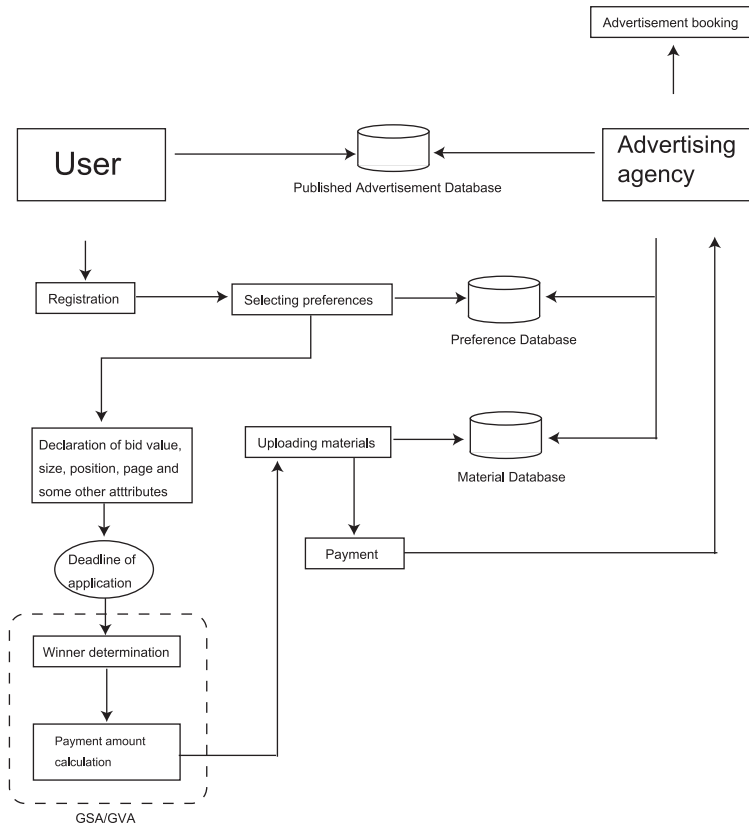 Advertisement booking
User
Advertising
agency
Published Advertisement Database
Registration
Selecting preferences
Preference Database
Declaration of bid value,
size, position, page and
some other atttributes
Uploading materials
Material Database
Deadline of
application
Payment
Winner determination
Payment amount
calculation
GSA/GVA